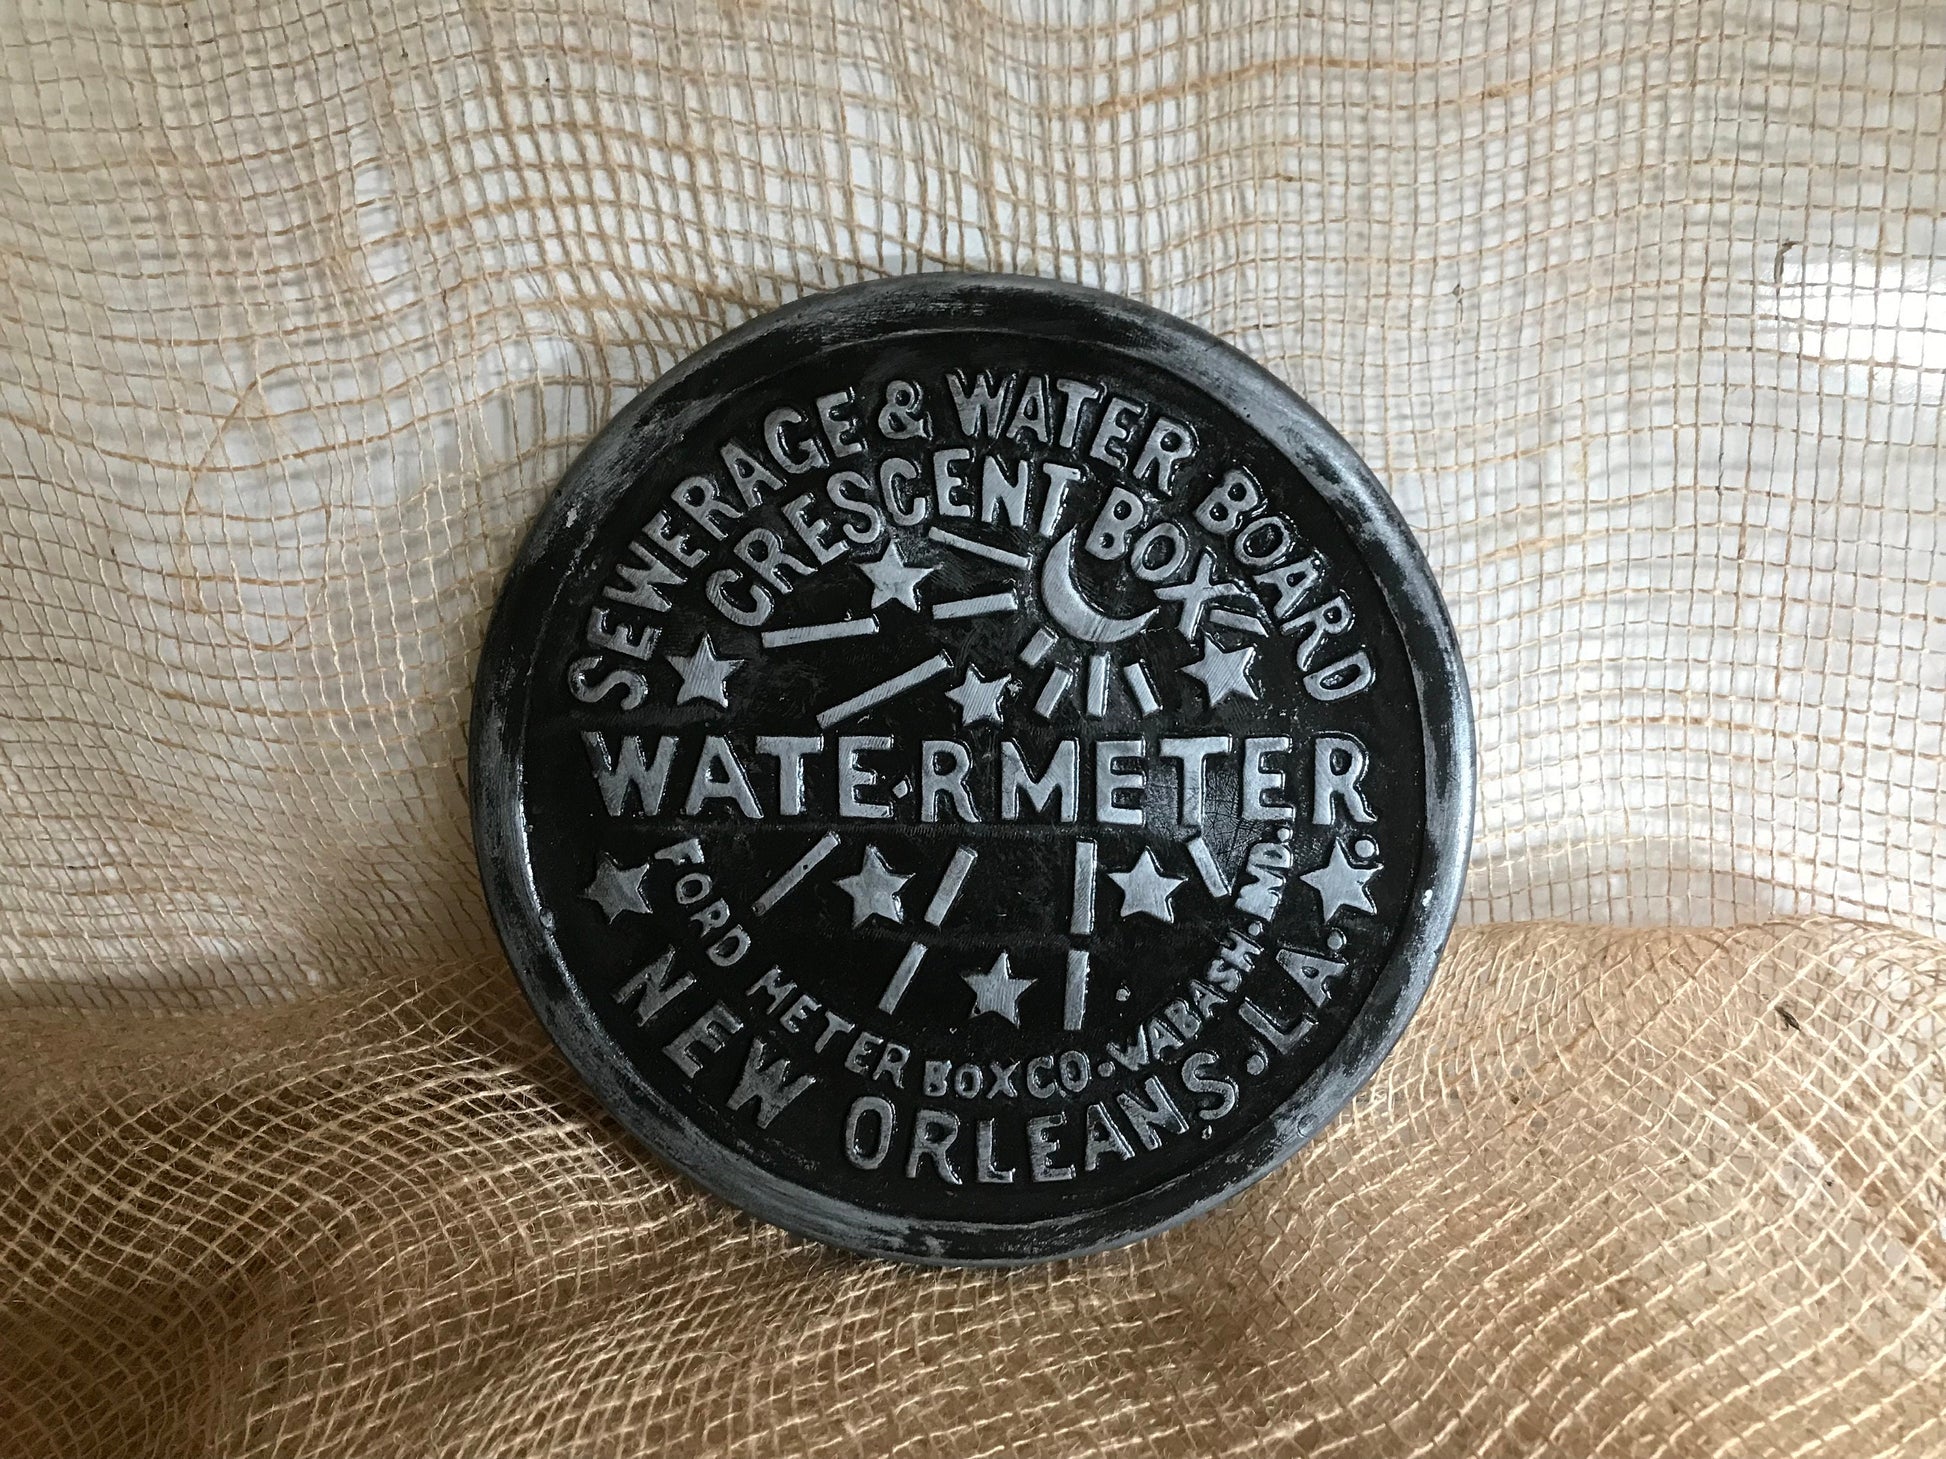 SEWERAGE & WATER BOARD
CRESCENT BOX
WATER METER
FORD METER BOX CO. WABASH. IND.
NEW ORLEANS. LA.